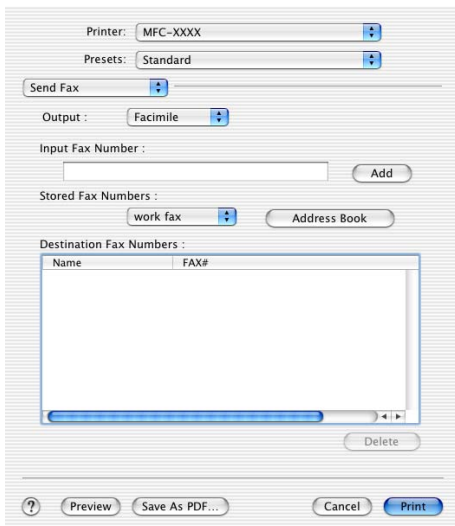 Printer: MFC-XXXX
Presets: Standard
Send Fax
Output : Facimile
Input Fax Number :
Add
Stored Fax Numbers :
work fax Address Book
Destination Fax Numbers :
Name FAX#
Delete
? Preview Save As PDF... Cancel Print